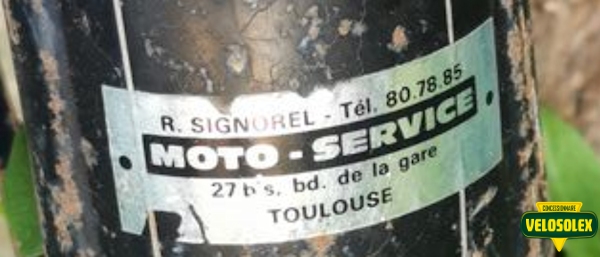 R. SIGNOREL - Tél. 80.78.85
MOTO - SERVICE
27 bis. bd. de la gare
TOULOUSE
CONCESSIONNAIRE
VELOSOLEX